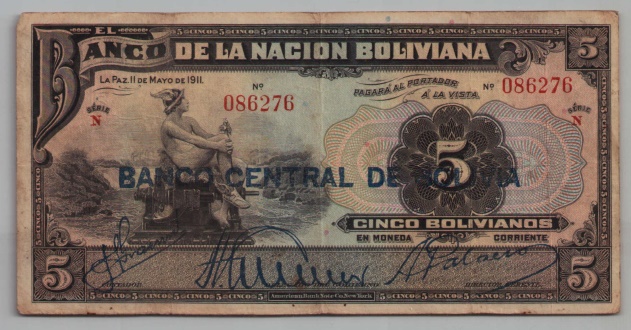 EL
BANCO DE LA NACION BOLIVIANA
5
LA PAZ, 11 DE MAYO DE 1911.
Nº
086276
PAGARÁ AL PORTADOR
Á LA VISTA
Nº 086276
SÉRIE
N
SÉRIE
N
5
BANCO CENTRAL DE BOLIVIA
CINCO BOLIVIANOS
EN MONEDA CORRIENTE
5
5
American Bank Note Co. New York.